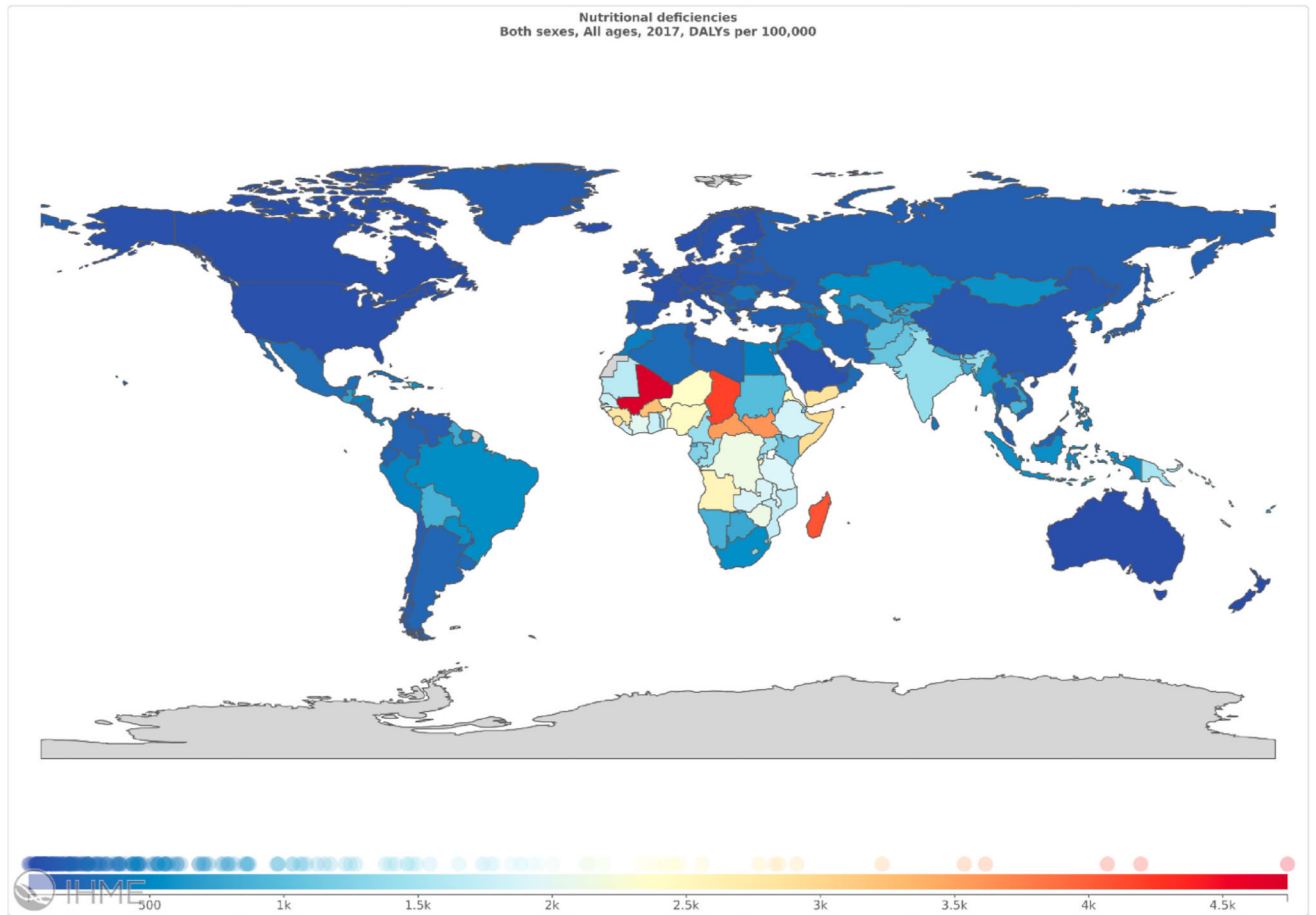 Nutritional deficiencies
Both sexes, All ages, 2017, DALYs per 100,000
IHME
500 1k 1.5k 2k 2.5k 3k 3.5k 4k 4.5k